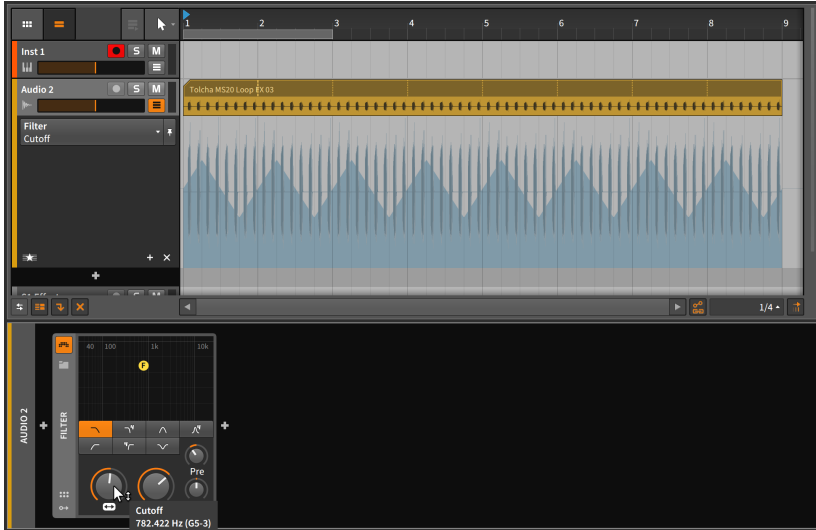 1 2 3 4 5 6 7 8 9
Inst 1
S M
Audio 2
S M
Tolcha MS20 Loop FX 03
Filter
Cutoff
+ ×
+
1/4
AUDIO 2
FILTER
40 100 1k 10k
F
Pre
Cutoff
782.422 Hz (G5-3)